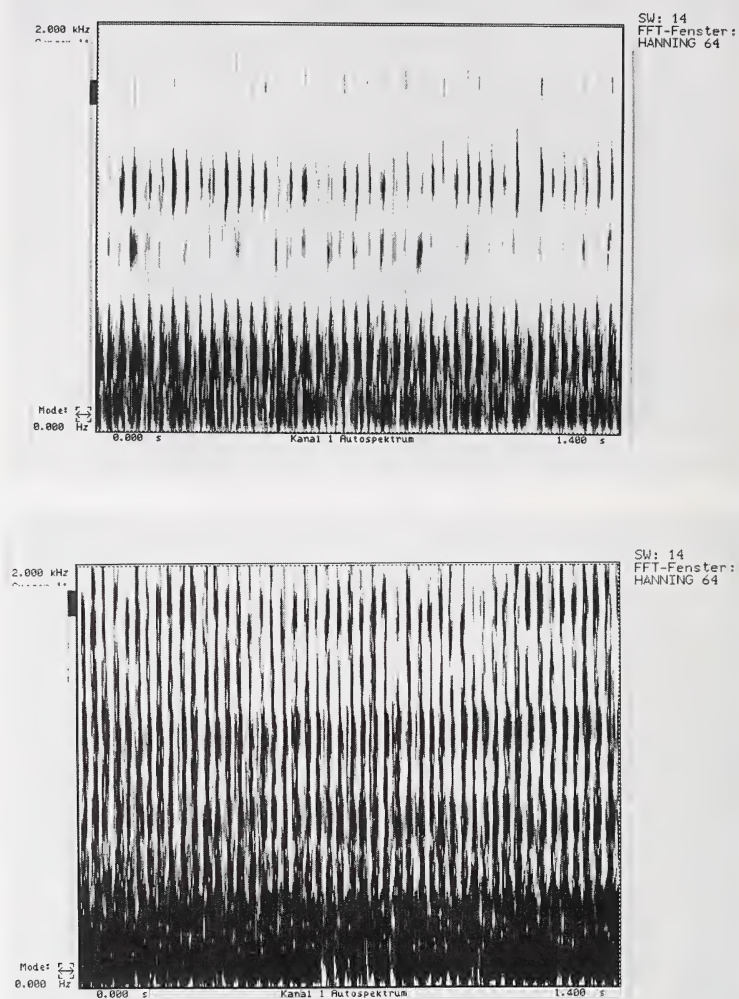 SW: 14
2.000 kHz
FFT-Fenster:
HANNING 64
Mode:
0.000 Hz
0.000 s
Kanal 1 Autospektrum
1.400 s
SW: 14
FFT-Fenster:
2.000 kHz
HANNING 64
Mode:
0.000 Hz
0.000 s
Kanal 1 Autospektrum
1.400 s